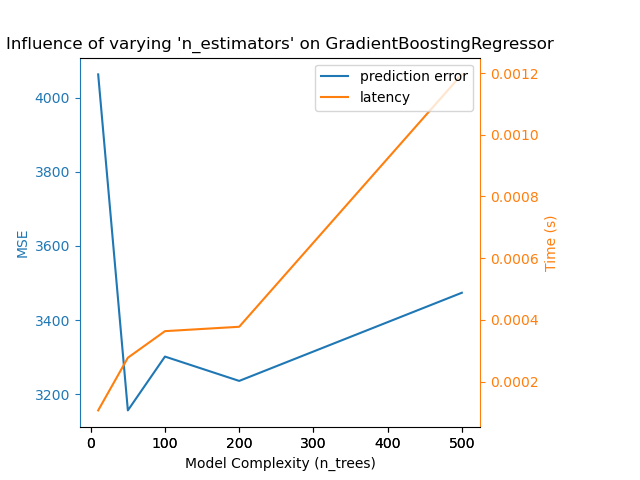 Influence of varying 'n_estimators' on GradientBoostingRegressor
prediction error
latency
4000
3800
3600
3400
3200
MSE
0.0012
0.0010
0.0008
0.0006
0.0004
0.0002
Time (s)
0 100 200 300 400 500
Model Complexity (n_trees)